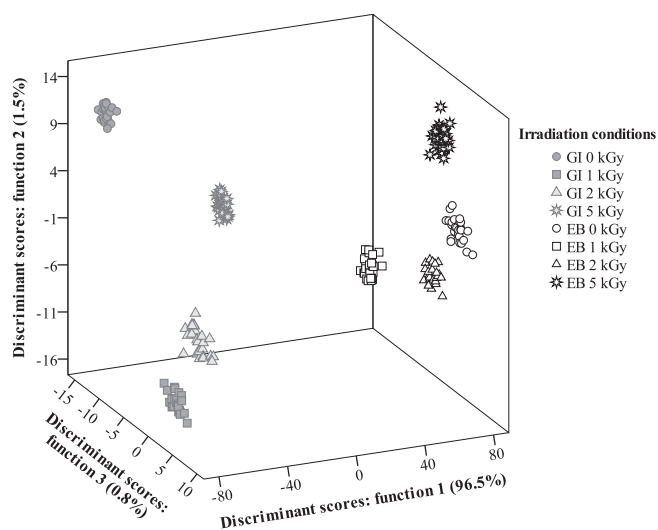 Discriminant scores: function 2 (1.5%)
14
9
4
-1
-6
-11
-16
-15
-10
-5
0
5
10
Discriminant scores:
function 3 (0.8%)
-80
-40
0
40
80
Discriminant scores: function 1 (96.5%)
Irradiation conditions
GI 0 kGy
GI 1 kGy
GI 2 kGy
GI 5 kGy
EB 0 kGy
EB 1 kGy
EB 2 kGy
EB 5 kGy